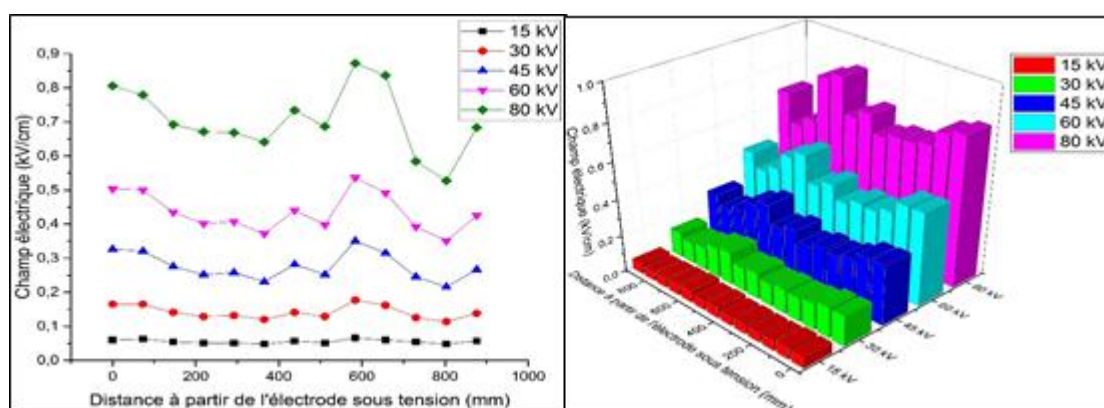 15 kV
30 kV
45 kV
60 kV
80 kV
0,9
0,8
0,7
0,6
0,5
0,4
0,3
0,2
0,1
0,0
Champ électrique (kV/cm)
0 200 400 600 800 1000
Distance à partir de l'électrode sous tension (mm)
15 kV
30 kV
45 kV
60 kV
80 kV
1,0
0,8
0,6
0,4
0,2
0,0
Champ électrique (kV/cm)
800
600
400
200
0
Distance à partir de l'électrode sous tension (mm)
15 kV
30 kV
45 kV
60 kV
80 kV